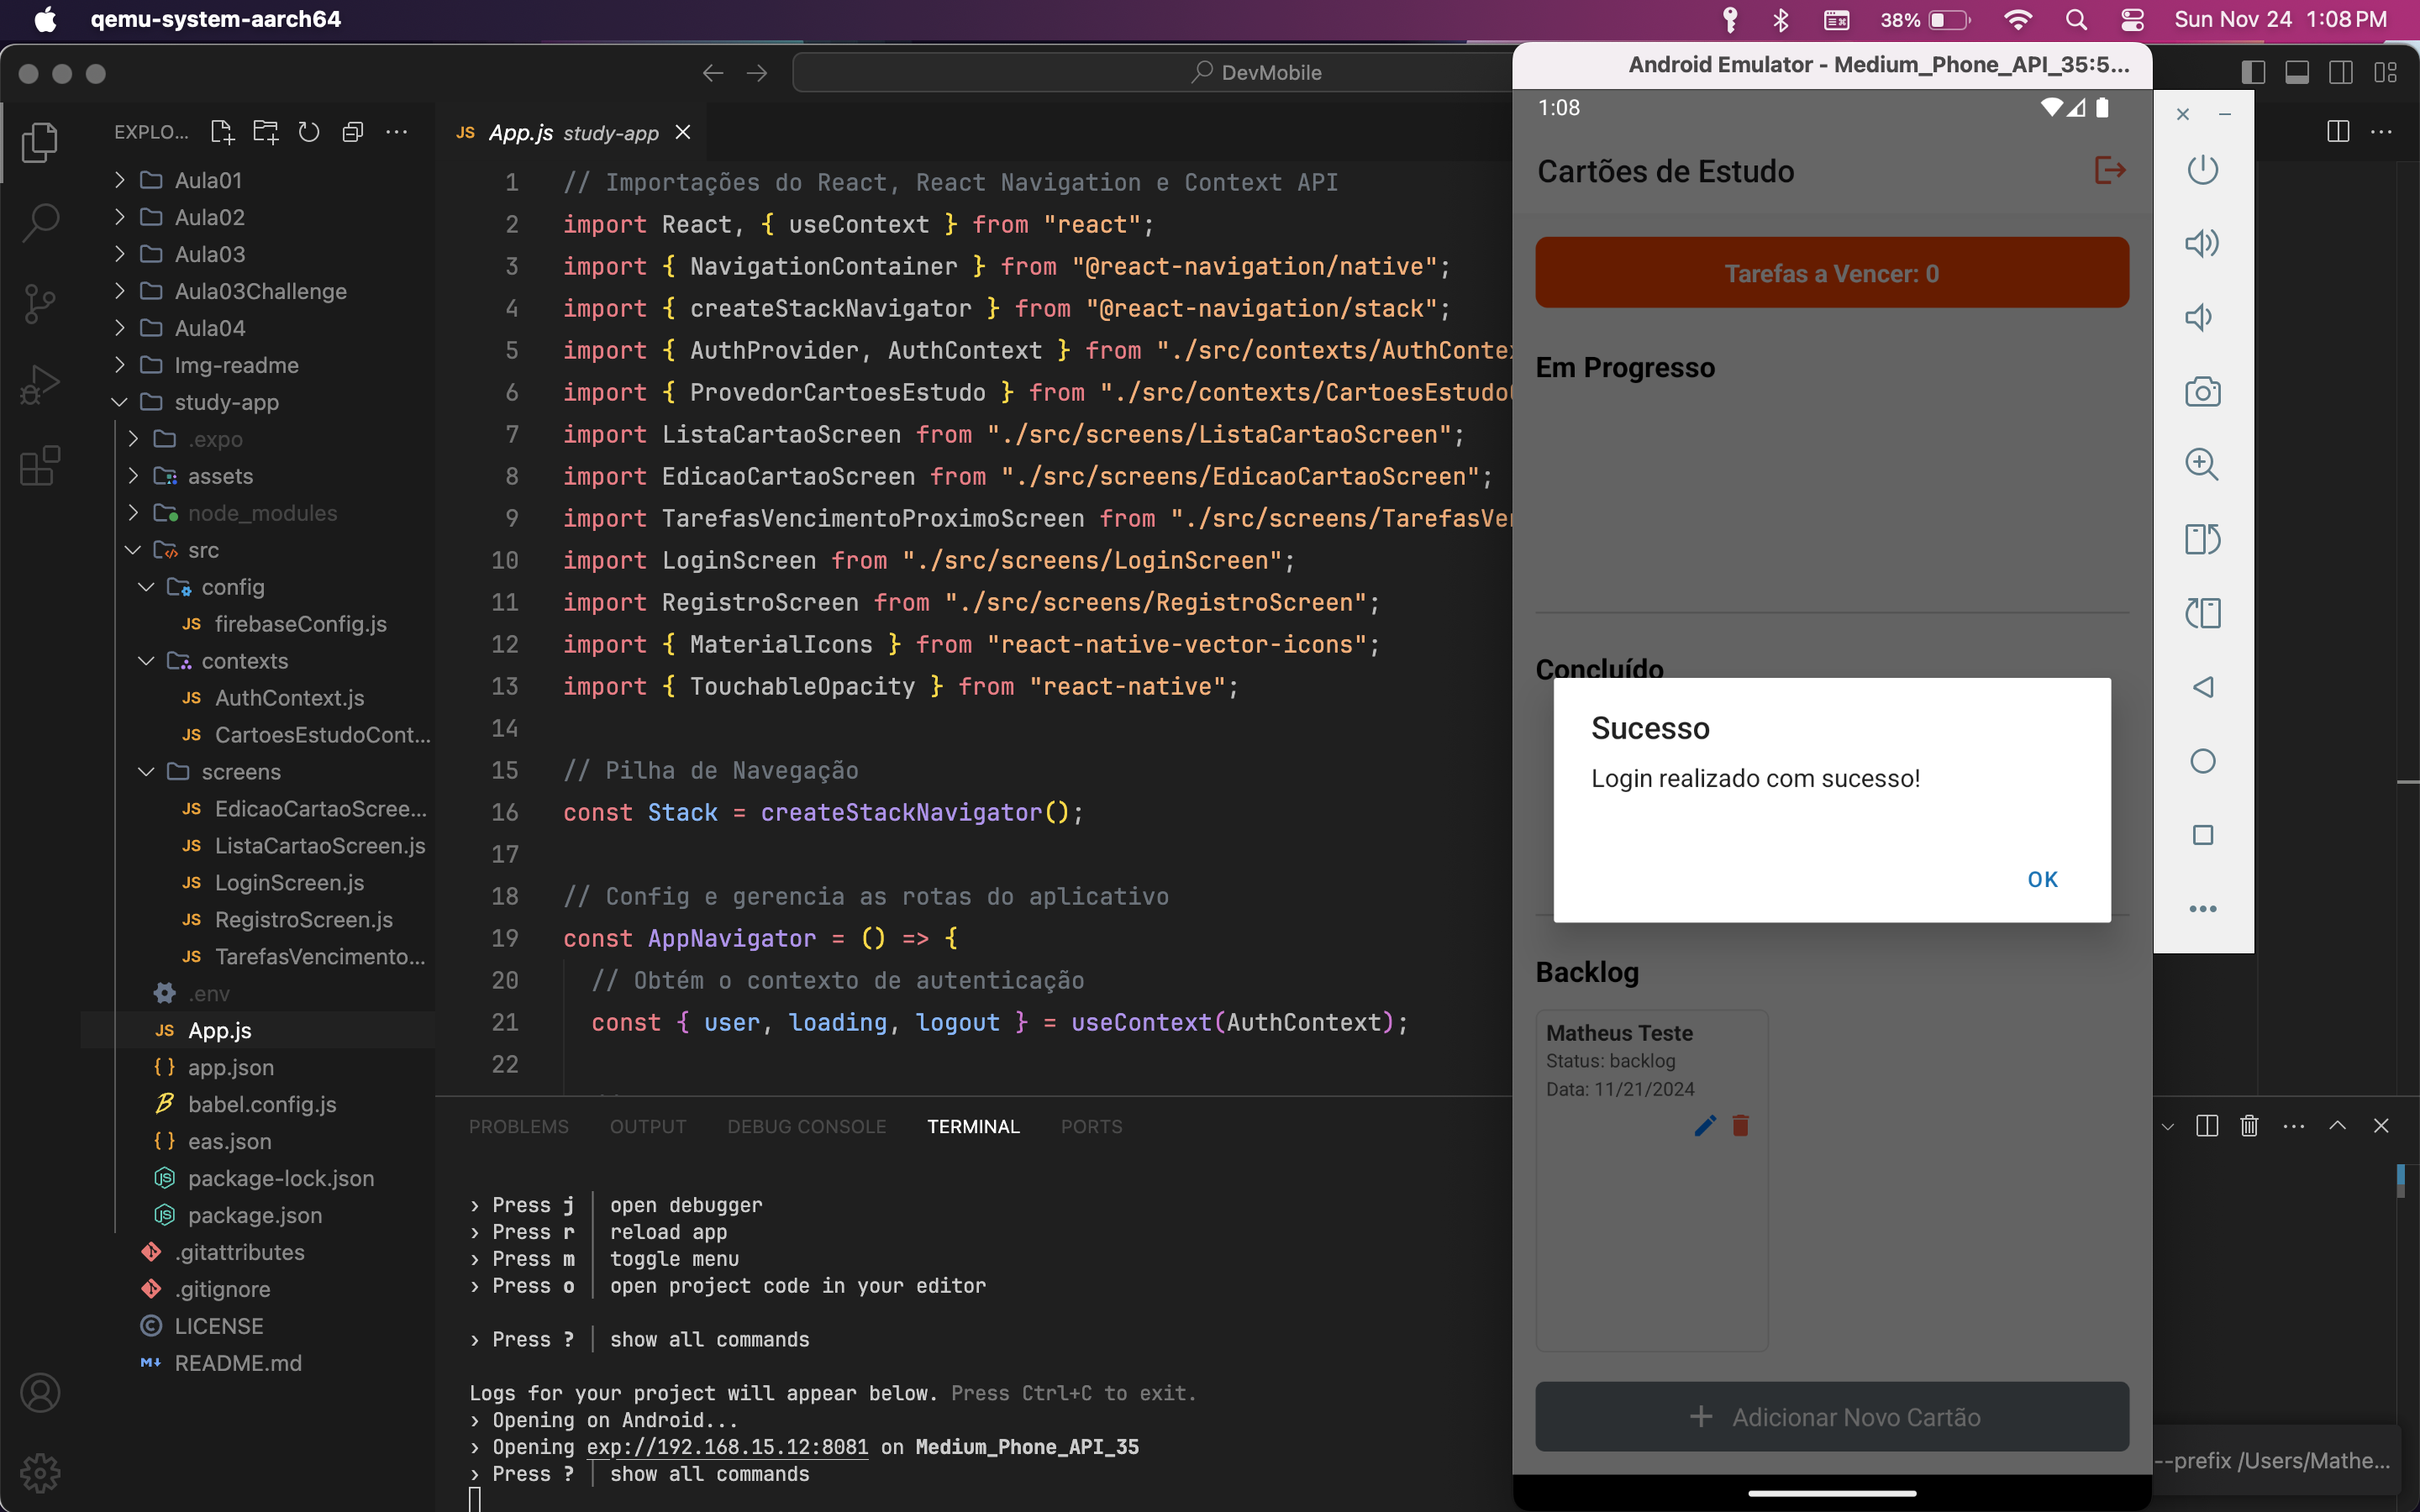 qemu-system-aarch64
38%
Sun Nov 24 1:08 PM
DevMobile
EXPLO...
Aula01
Aula02
Aula03
Aula03Challenge
Aula04
Img-readme
study-app
.expo
assets
node_modules
src
config
JS firebaseConfig.js
contexts
JS AuthContext.js
JS CartoesEstudoCont...
screens
JS EdicaoCartaoScree...
JS ListaCartaoScreen.js
JS LoginScreen.js
JS RegistroScreen.js
JS TarefasVencimento...
.env
JS App.js
{ } app.json
babel.config.js
{ } eas.json
package-lock.json
package.json
.gitattributes
.gitignore
LICENSE
README.md
JS App.js study-app
1 // Importações do React, React Navigation e Context API
2 import React, { useContext } from "react";
3 import { NavigationContainer } from "@react-navigation/native";
4 import { createStackNavigator } from "@react-navigation/stack";
5 import { AuthProvider, AuthContext } from "./src/contexts/AuthContex
6 import { ProvedorCartoesEstudo } from "./src/contexts/CartoesEstudo
7 import ListaCartaoScreen from "./src/screens/ListaCartaoScreen";
8 import EdicaoCartaoScreen from "./src/screens/EdicaoCartaoScreen";
9 import TarefasVencimentoProximoScreen from "./src/screens/TarefasVen
10 import LoginScreen from "./src/screens/LoginScreen";
11 import RegistroScreen from "./src/screens/RegistroScreen";
12 import { MaterialIcons } from "react-native-vector-icons";
13 import { TouchableOpacity } from "react-native";
14
15 // Pilha de Navegação
16 const Stack = createStackNavigator();
17
18 // Config e gerencia as rotas do aplicativo
19 const AppNavigator = () => {
20 // Obtém o contexto de autenticação
21 const { user, loading, logout } = useContext(AuthContext);
22
PROBLEMS OUTPUT DEBUG CONSOLE TERMINAL PORTS
› Press j │ open debugger
› Press r │ reload app
› Press m │ toggle menu
› Press o │ open project code in your editor
› Press ? │ show all commands
Logs for your project will appear below. Press Ctrl+C to exit.
› Opening on Android...
› Opening exp://192.168.15.12:8081 on Medium_Phone_API_35
› Press ? │ show all commands
--prefix /Users/Mathe...
Android Emulator - Medium_Phone_API_35:5...
1:08
Cartões de Estudo
Tarefas a Vencer: 0
Em Progresso
Concluído
Sucesso
Login realizado com sucesso!
OK
Backlog
Matheus Teste
Status: backlog
Data: 11/21/2024
+ Adicionar Novo Cartão